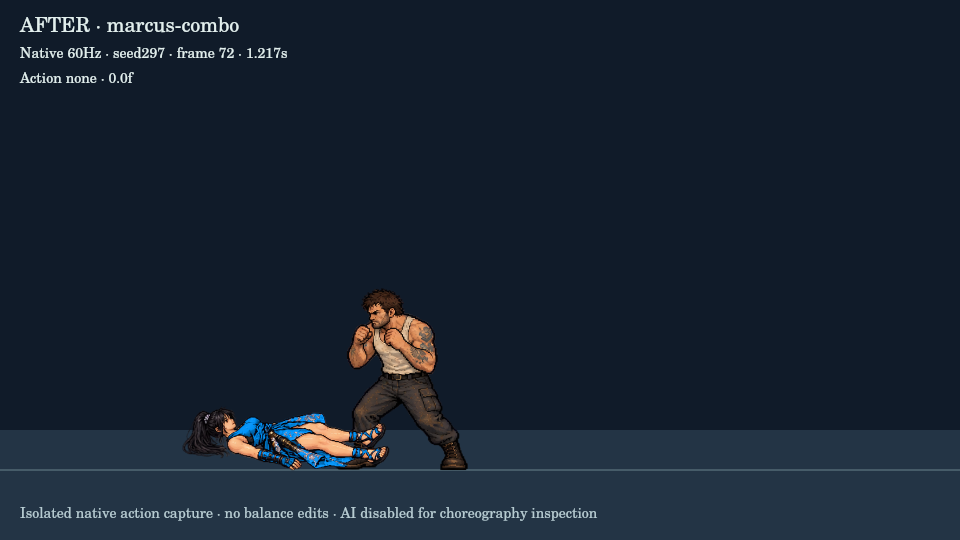 AFTER · marcus-combo
Native 60Hz · seed297 · frame 72 · 1.217s
Action none · 0.0f
Isolated native action capture · no balance edits · AI disabled for choreography inspection